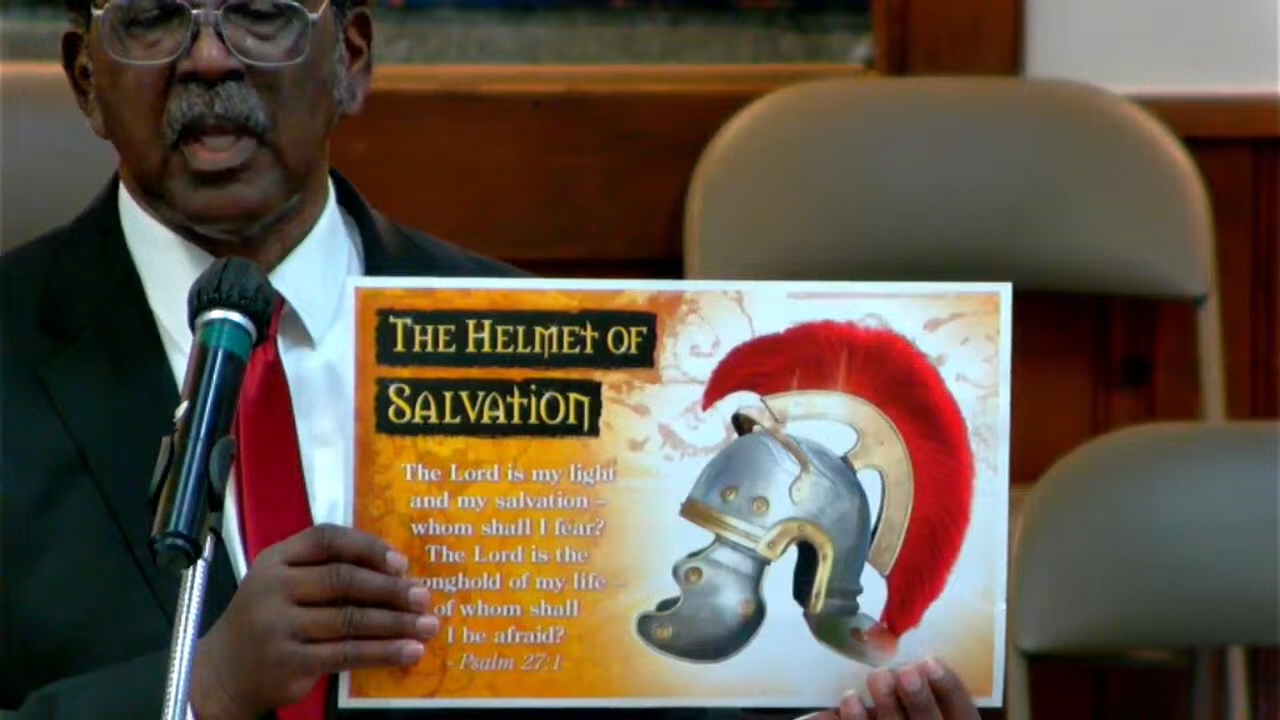 THE HELMET OF
SALVATION
The Lord is my light
and my salvation –
whom shall I fear?
The Lord is the
onghold of my life –
of whom shall
I be afraid?
- Psalm 27:1